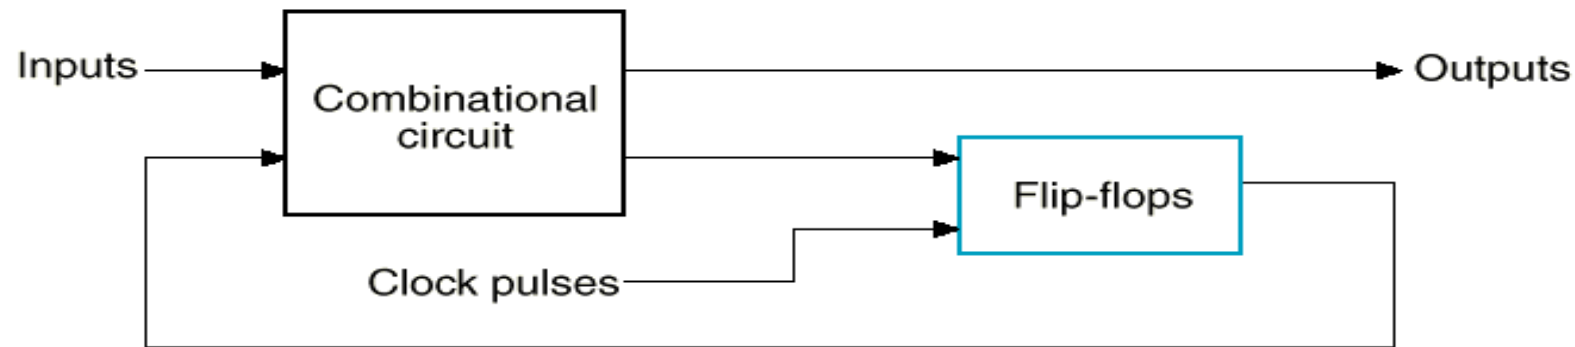 Inputs
Combinational
circuit
Outputs
Flip-flops
Clock pulses